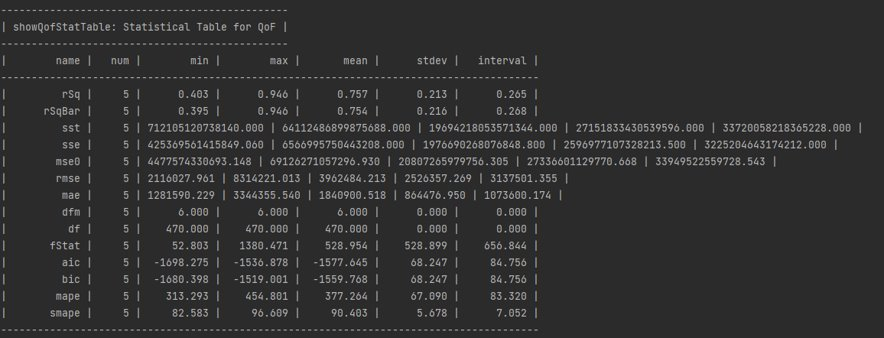 ------------------------------------------------
| showQofStatTable: Statistical Table for QoF |
------------------------------------------------
| name | num | min | max | mean | stdev | interval |
------------------------------------------------------------------------------------------
| rSq | 5 | 0.403 | 0.946 | 0.757 | 0.213 | 0.265 |
| rSqBar | 5 | 0.395 | 0.946 | 0.754 | 0.216 | 0.268 |
| sst | 5 | 712105120738140.000 | 64112486899875688.000 | 19694218053571344.000 | 27151833430539596.000 | 33720058218365228.000 |
| sse | 5 | 425369561415849.060 | 6566995750443208.000 | 1976690268076848.800 | 2596977107328213.500 | 3225204643174212.000 |
| mse0 | 5 | 4477574330693.148 | 69126271057296.930 | 20807265979756.305 | 27336601129770.668 | 33949522559728.543 |
| rmse | 5 | 2116027.961 | 8314221.013 | 3962484.213 | 2526357.269 | 3137501.355 |
| mae | 5 | 1281590.229 | 3344355.540 | 1840900.518 | 864476.950 | 1073600.174 |
| dfm | 5 | 6.000 | 6.000 | 6.000 | 0.000 | 0.000 |
| df | 5 | 470.000 | 470.000 | 470.000 | 0.000 | 0.000 |
| fStat | 5 | 52.803 | 1380.471 | 528.954 | 528.899 | 656.844 |
| aic | 5 | -1698.275 | -1536.878 | -1577.645 | 68.247 | 84.756 |
| bic | 5 | -1680.398 | -1519.001 | -1559.768 | 68.247 | 84.756 |
| mape | 5 | 313.293 | 454.801 | 377.264 | 67.090 | 83.320 |
| smape | 5 | 82.583 | 96.609 | 90.403 | 5.678 | 7.052 |
------------------------------------------------------------------------------------------